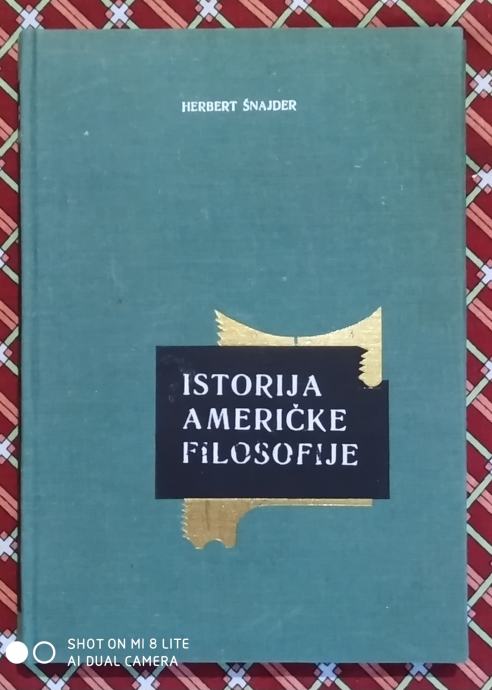 HERBERT ŠNAJDER
ISTORIJA
AMERIČKE
FILOSOFIJE
SHOT ON MI 8 LITE
AI DUAL CAMERA